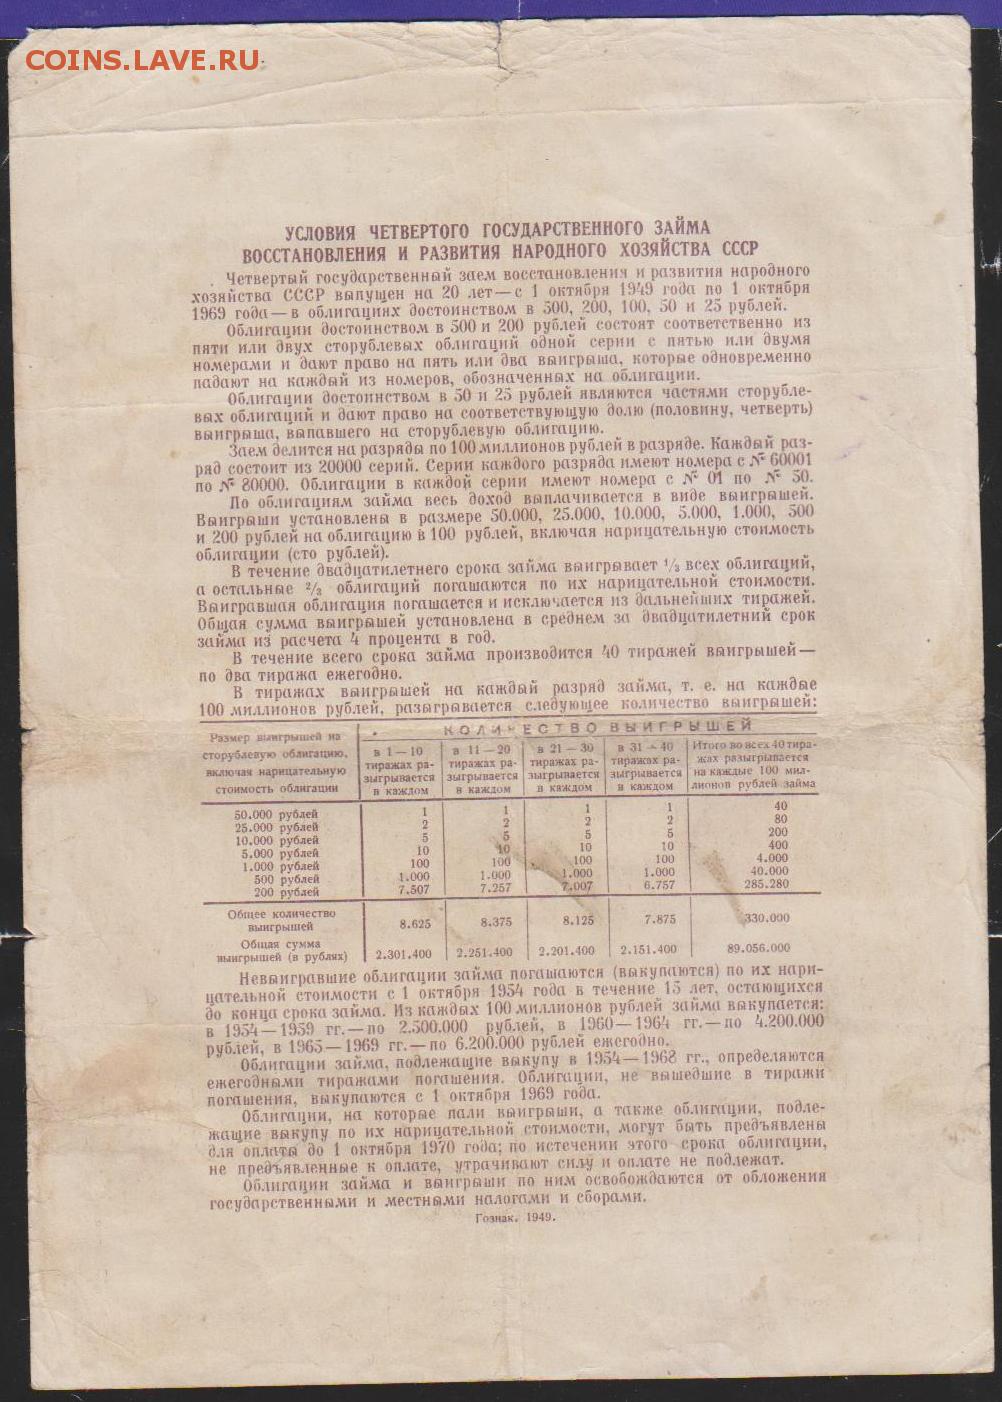 COINS.LAVE.RU
УСЛОВИЯ ЧЕТВЕРТОГО ГОСУДАРСТВЕННОГО ЗАЙМА
ВОССТАНОВЛЕНИЯ И РАЗВИТИЯ НАРОДНОГО ХОЗЯЙСТВА СССР
Четвертый государственный заем восстановления и развития народного
хозяйства СССР выпущен на 20 лет—с 1 октября 1949 года по 1 октября
1969 года—в облигациях достоинством в 500, 200, 100, 50 и 25 рублей.
Облигации достоинством в 500 и 200 рублей состоят соответственно из
пяти или двух сторублевых облигаций одной серии с пятью или двумя
номерами и дают право на пять или два выигрыша, которые одновременно
падают на каждый из номеров, обозначенных на облигации.
Облигации достоинством в 50 и 25 рублей являются частями сторубле-
вых облигаций и дают право на соответствующую долю (половину, четверть)
выигрыша, выпавшего на сторублевую облигацию.
Заем делится на разряды по 100 миллионов рублей в разряде. Каждый раз-
ряд состоит из 20000 серий. Серии каждого разряда имеют номера с № 60001
по № 80000. Облигации в каждой серии имеют номера с № 01 по № 50.
По облигациям займа весь доход выплачивается в виде выигрышей.
Выигрыши установлены в размере 50.000, 25.000, 10.000, 5.000, 1.000, 500
и 200 рублей на облигацию в 100 рублей, включая нарицательную стоимость
облигации (сто рублей).
В течение двадцатилетнего срока займа выигрывает 1/3 всех облигаций,
а остальные 2/3 облигаций погашаются по их нарицательной стоимости.
Выигравшая облигация погашается и исключается из дальнейших тиражей.
Общая сумма выигрышей установлена в среднем за двадцатилетний срок
займа из расчета 4 процента в год.
В течение всего срока займа производится 40 тиражей выигрышей—
по два тиража ежегодно.
В тиражах выигрышей на каждый разряд займа, т. е. на каждые
100 миллионов рублей, разыгрывается следующее количество выигрышей:
Размер выигрышей на сторублевую облигацию, включая нарицательную стоимость облигации
КОЛИЧЕСТВО ВЫИГРЫШЕЙ
в 1—10 тиражах разыгрывается в каждом
в 11—20 тиражах разыгрывается в каждом
в 21—30 тиражах разыгрывается в каждом
в 31—40 тиражах разыгрывается в каждом
Итого во всех 40 тиражах разыгрывается на каждые 100 миллионов рублей займа
50.000 рублей 1 1 1 1 40
25.000 рублей 2 2 2 2 80
10.000 рублей 5 5 5 5 200
5.000 рублей 10 10 10 10 400
1.000 рублей 100 100 100 100 4.000
500 рублей 1.000 1.000 1.000 1.000 40.000
200 рублей 7.507 7.257 7.007 6.757 285.280
Общее количество выигрышей 8.625 8.375 8.125 7.875 330.000
Общая сумма выигрышей (в рублях) 2.301.400 2.251.400 2.201.400 2.151.400 89.056.000
Невыигравшие облигации займа погашаются (выкупаются) по их нари-
цательной стоимости с 1 октября 1954 года в течение 15 лет, остающихся
до конца срока займа. Из каждых 100 миллионов рублей займа выкупается:
в 1954—1959 гг.—по 2.500.000 рублей, в 1960—1964 гг.—по 4.200.000
рублей, в 1965—1969 гг.—по 6.200.000 рублей ежегодно.
Облигации займа, подлежащие выкупу в 1954—1968 гг., определяются
ежегодными тиражами погашения. Облигации, не вышедшие в тиражи
погашения, выкупаются с 1 октября 1969 года.
Облигации, на которые пали выигрыши, а также облигации, подле-
жащие выкупу по их нарицательной стоимости, могут быть предъявлены
для оплаты до 1 октября 1970 года; по истечении этого срока облигации,
не предъявленные к оплате, утрачивают силу и оплате не подлежат.
Облигации займа и выигрыши по ним освобождаются от обложения
государственными и местными налогами и сборами.
Гознак. 1949.